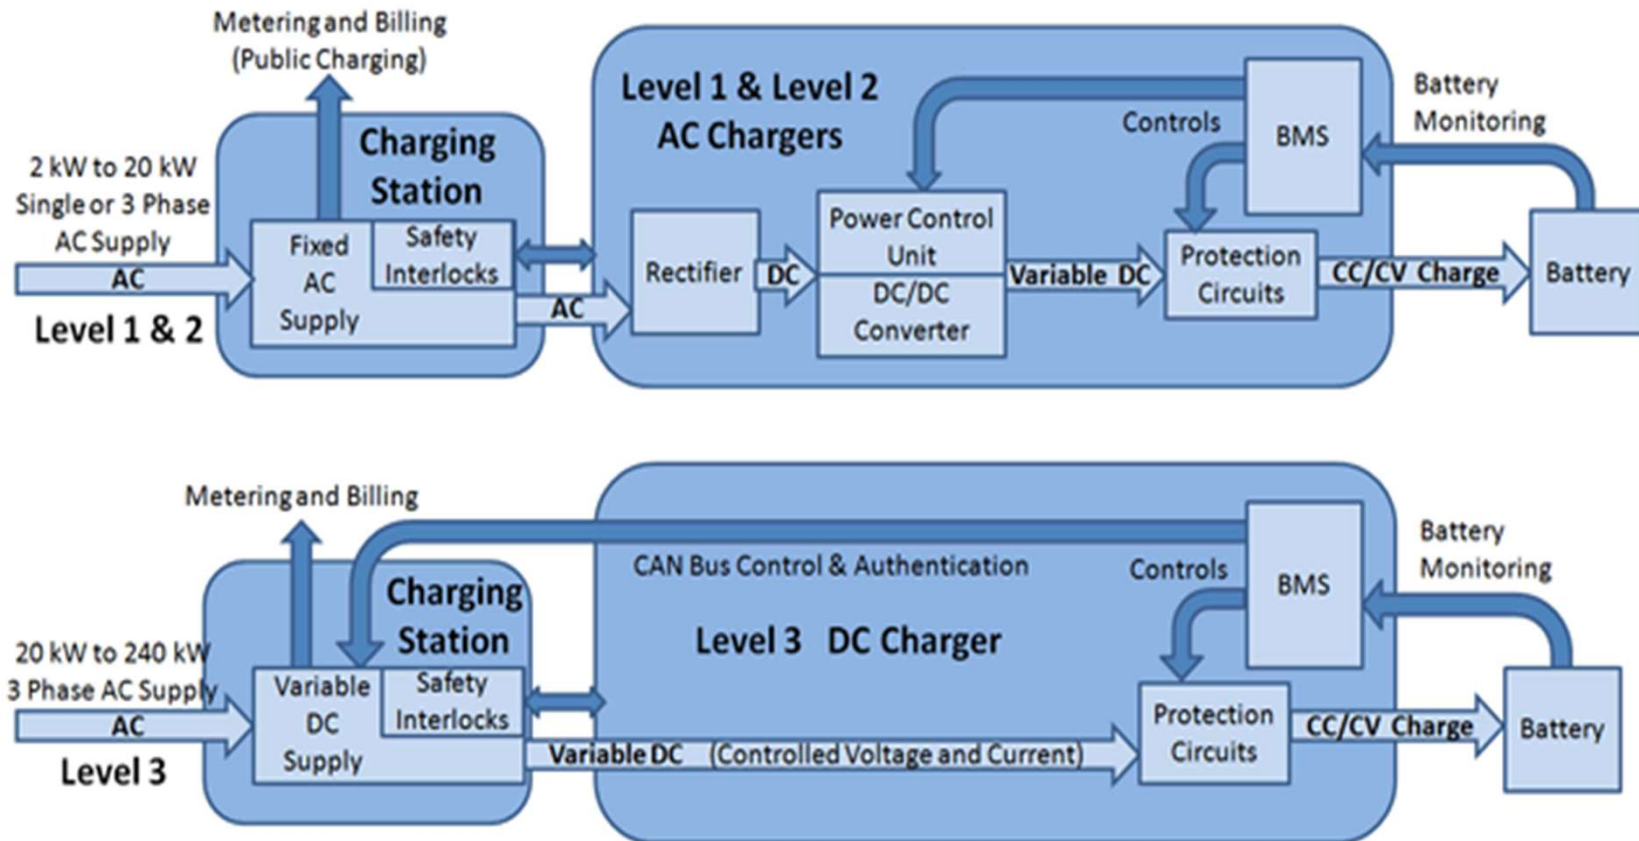 Metering and Billing
(Public Charging)
2 kW to 20 kW
Single or 3 Phase
AC Supply
AC
Level 1 & 2
Charging
Station
Fixed
AC
Supply
Safety
Interlocks
AC
Level 1 & Level 2
AC Chargers
Rectifier
DC
Power Control
Unit
DC/DC
Converter
Variable DC
Controls
BMS
Protection
Circuits
CC/CV Charge
Battery
Monitoring
Battery
Metering and Billing
20 kW to 240 kW
3 Phase AC Supply
AC
Level 3
Charging
Station
Variable
DC
Supply
Safety
Interlocks
CAN Bus Control & Authentication
Level 3 DC Charger
Variable DC (Controlled Voltage and Current)
Controls
BMS
Protection
Circuits
CC/CV Charge
Battery
Monitoring
Battery